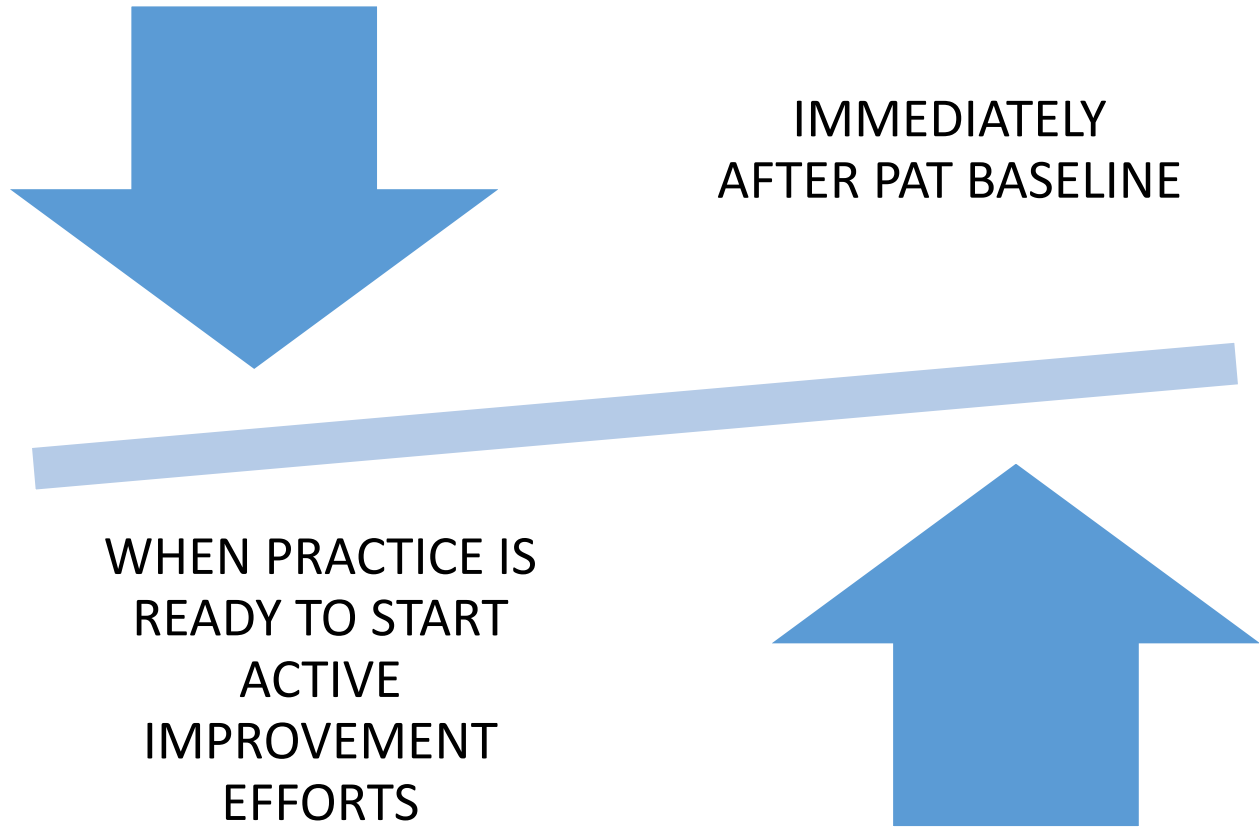 IMMEDIATELY
AFTER PAT BASELINE
WHEN PRACTICE IS
READY TO START
ACTIVE
IMPROVEMENT
EFFORTS